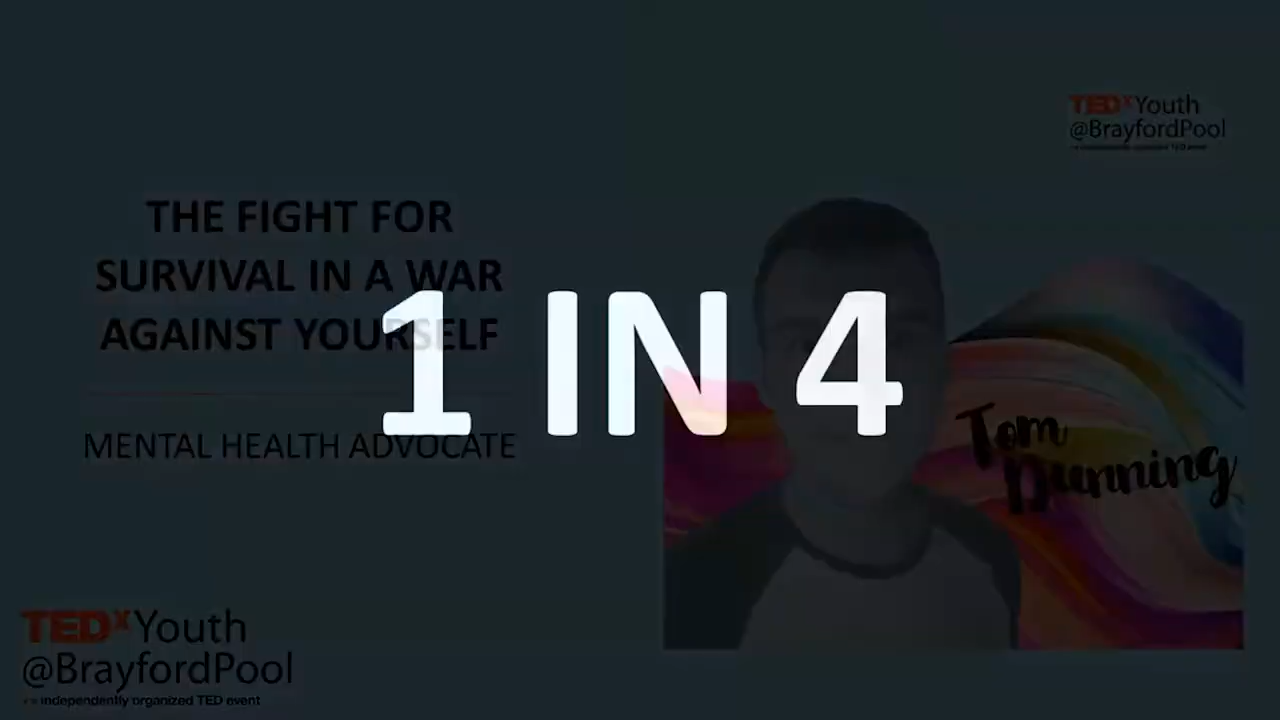 TEDxYouth
@BrayfordPool
THE FIGHT FOR
SURVIVAL IN A WAR
AGAINST YOURSELF
1 IN 4
MENTAL HEALTH ADVOCATE
Tom
Dunning
TEDxYouth
@BrayfordPool
x = independently organized TED event